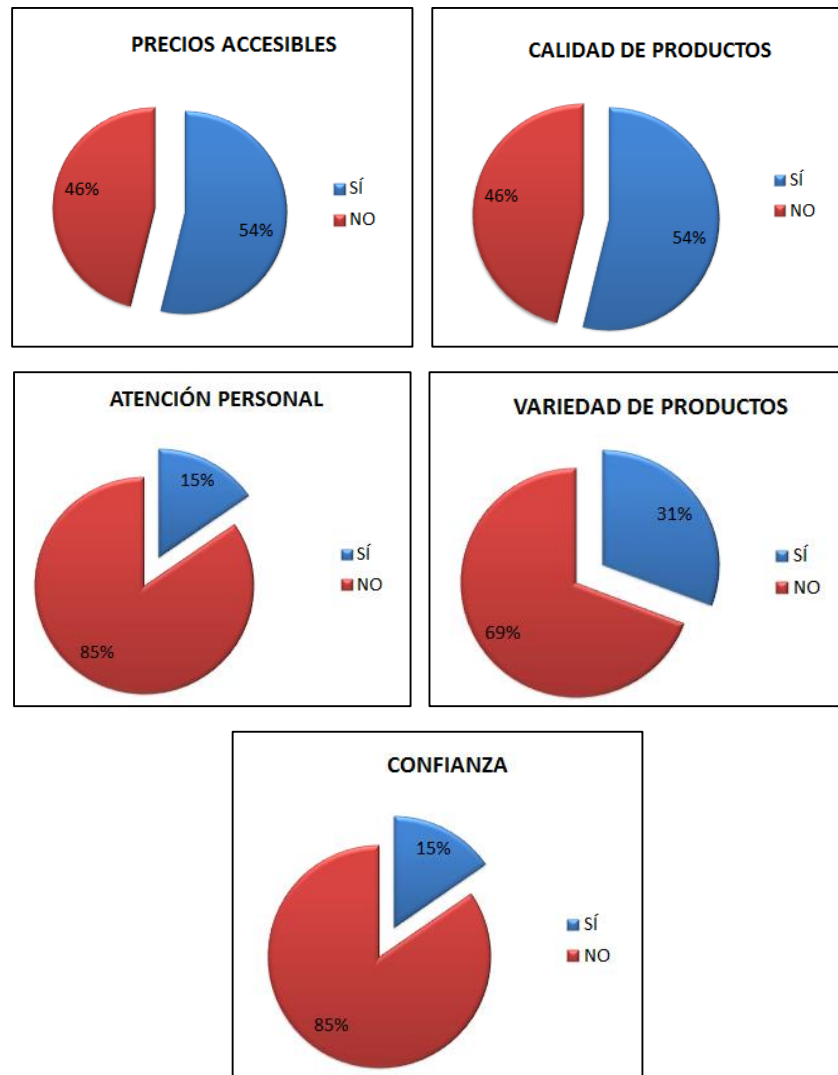 PRECIOS ACCESIBLES
46%
54%
SÍ
NO
CALIDAD DE PRODUCTOS
46%
54%
SÍ
NO
ATENCIÓN PERSONAL
15%
85%
SÍ
NO
VARIEDAD DE PRODUCTOS
31%
69%
SÍ
NO
CONFIANZA
15%
85%
SÍ
NO